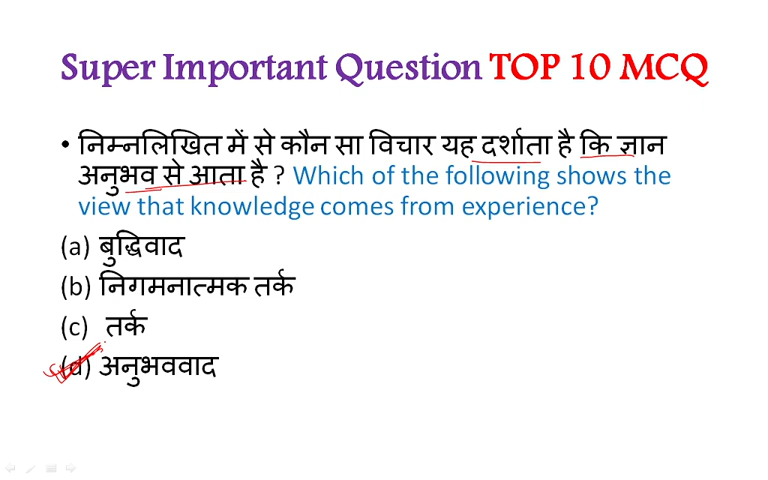 Super Important Question TOP 10 MCQ
• निम्नलिखित में से कौन सा विचार यह दर्शाता है कि ज्ञान
अनुभव से आता है ? Which of the following shows the
view that knowledge comes from experience?
(a) बुद्धिवाद
(b) निगमनात्मक तर्क
(c) तर्क
(d) अनुभववाद